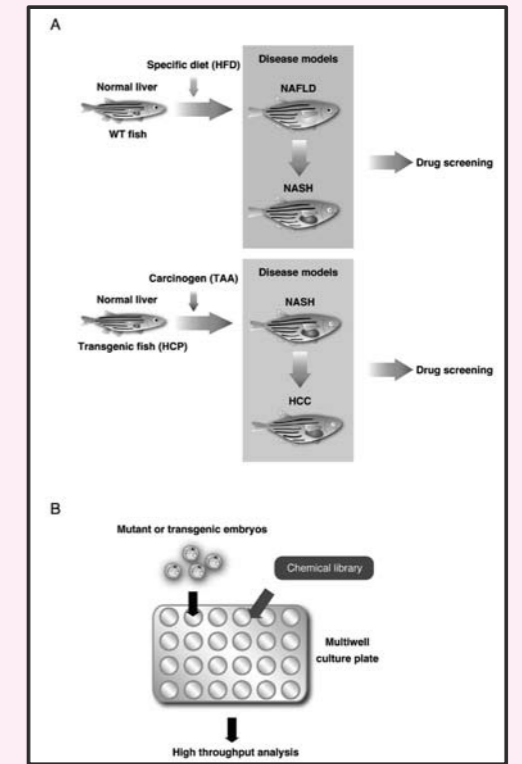 A
Specific diet (HFD)
Disease models
Normal liver
NAFLD
WT fish
Drug screening
NASH
Carcinogen (TAA)
Disease models
Normal liver
NASH
Transgenic fish (HCP)
Drug screening
HCC
B
Mutant or transgenic embryos
Chemical library
Multiwell
culture plate
High throughput analysis